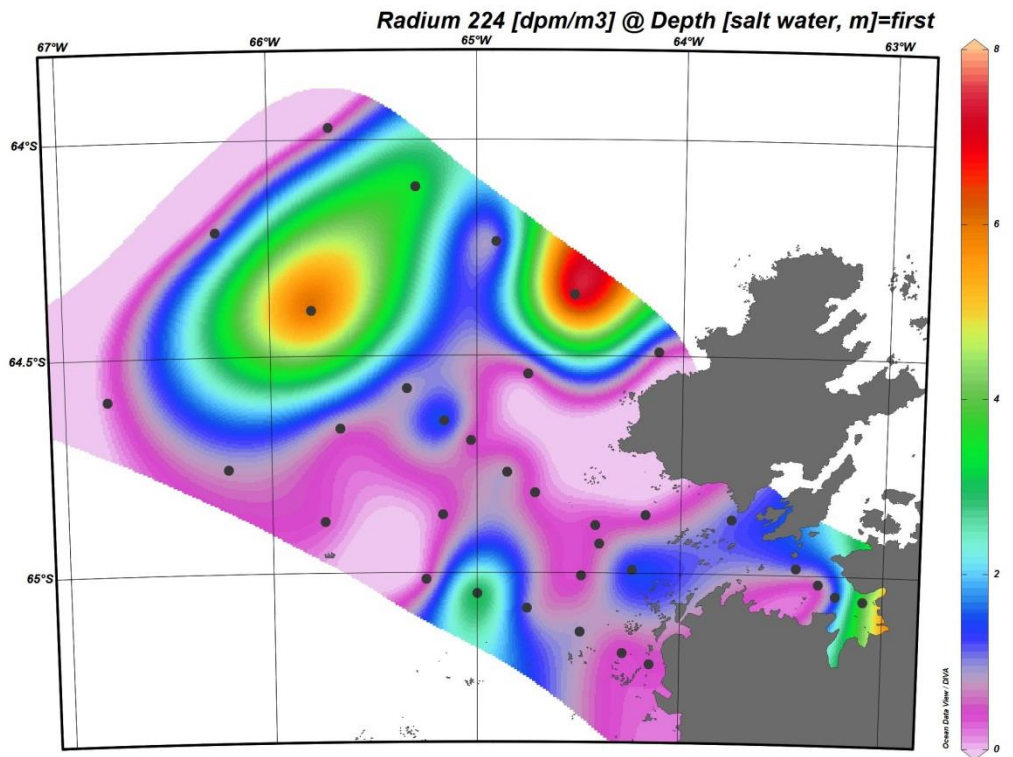 Radium 224 [dpm/m3] @ Depth [salt water, m]=first
67°W 66°W 65°W 64°W 63°W
8
64°S
6
64.5°S
4
65°S
2
Ocean Data View / DIVA
0